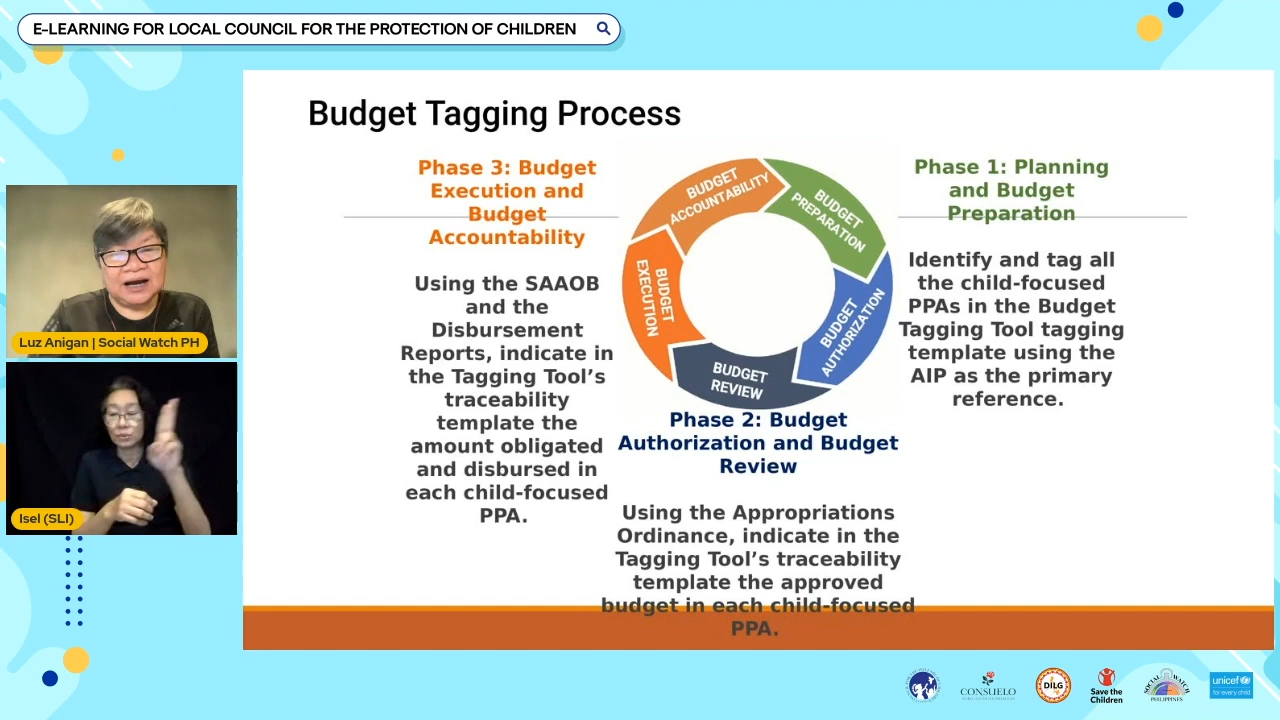 E-LEARNING FOR LOCAL COUNCIL FOR THE PROTECTION OF CHILDREN
Budget Tagging Process
Phase 3: Budget
Execution and
Budget
Accountability
Using the SAAOB
and the
Disbursement
Reports, indicate in
the Tagging Tool's
traceability
template the
amount obligated
and disbursed in
each child-focused
PPA.
BUDGET
ACCOUNTABILITY
BUDGET
PREPARATION
BUDGET
AUTHORIZATION
BUDGET
REVIEW
BUDGET
EXECUTION
Phase 1: Planning
and Budget
Preparation
Identify and tag all
the child-focused
PPAs in the Budget
Tagging Tool tagging
template using the
AIP as the primary
reference.
Phase 2: Budget
Authorization and Budget
Review
Using the Appropriations
Ordinance, indicate in the
Tagging Tool's traceability
template the approved
budget in each child-focused
PPA.
Luz Anigan | Social Watch PH
Isel (SLI)
CONSUELO
DILG
Save the
Children
SOCIAL WATCH
PHILIPPINES
unicef
for every child